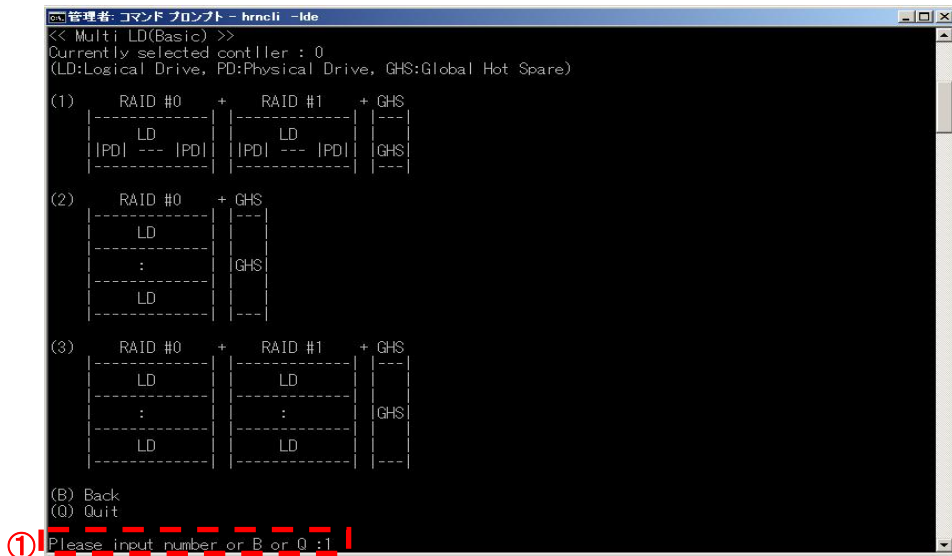 管理者: コマンド プロンプト - hrncli -lde
<< Multi LD(Basic) >>
Currently selected contller : 0
(LD:Logical Drive, PD:Physical Drive, GHS:Global Hot Spare)
(1) RAID #0 + RAID #1 + GHS
|-------------| |-------------| |---|
| LD | | LD | | |
||PD| --- |PD|| ||PD| --- |PD|| |GHS|
|-------------| |-------------| |---|
(2) RAID #0 + GHS
|-------------| |---|
| LD | | |
|-------------| | |
| : | |GHS|
|-------------| | |
| LD | | |
|-------------| |---|
(3) RAID #0 + RAID #1 + GHS
|-------------| |-------------| |---|
| LD | | LD | | |
|-------------| |-------------| | |
| : | | : | |GHS|
|-------------| |-------------| | |
| LD | | LD | | |
|-------------| |-------------| |---|
(B) Back
(Q) Quit
① Please input number or B or Q :1